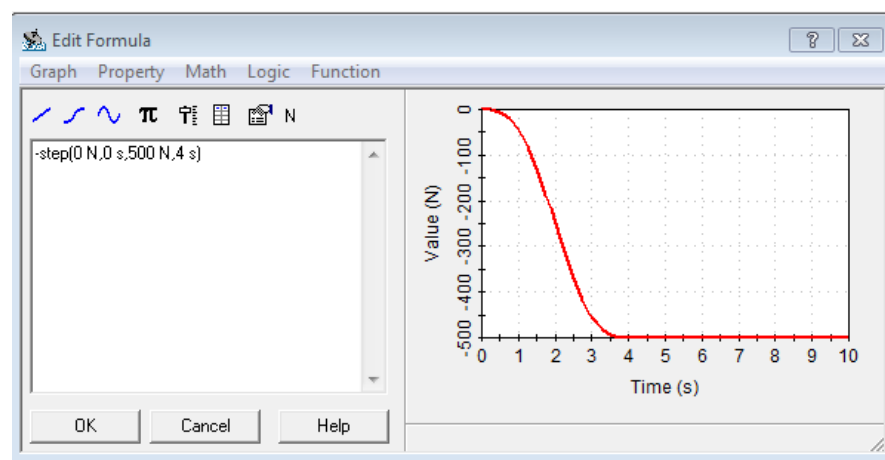 Edit Formula
Graph Property Math Logic Function
π N
-step(0 N,0 s,500 N,4 s)
OK Cancel Help
Value (N)
0
-100
-200
-300
-400
-500
0 1 2 3 4 5 6 7 8 9 10
Time (s)